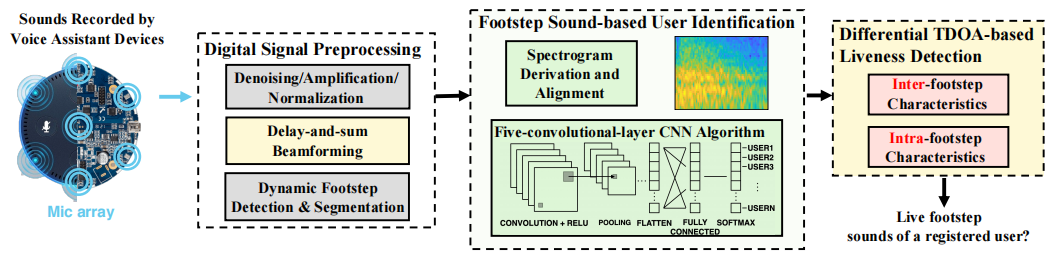 Sounds Recorded by
Voice Assistant Devices
Mic array
Digital Signal Preprocessing
Denoising/Amplification/
Normalization
Delay-and-sum
Beamforming
Dynamic Footstep
Detection & Segmentation
Footstep Sound-based User Identification
Spectrogram
Derivation and
Alignment
Five-convolutional-layer CNN Algorithm
USER1
USER2
USER3
USERN
CONVOLUTION + RELU
POOLING
FLATTEN
FULLY
CONNECTED
SOFTMAX
Differential TDOA-based
Liveness Detection
Inter-footstep
Characteristics
Intra-footstep
Characteristics
Live footstep
sounds of a registered user?